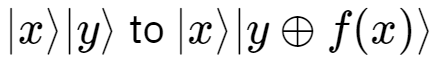 |x⟩|y⟩ to |x⟩|y ⊕ f(x)⟩